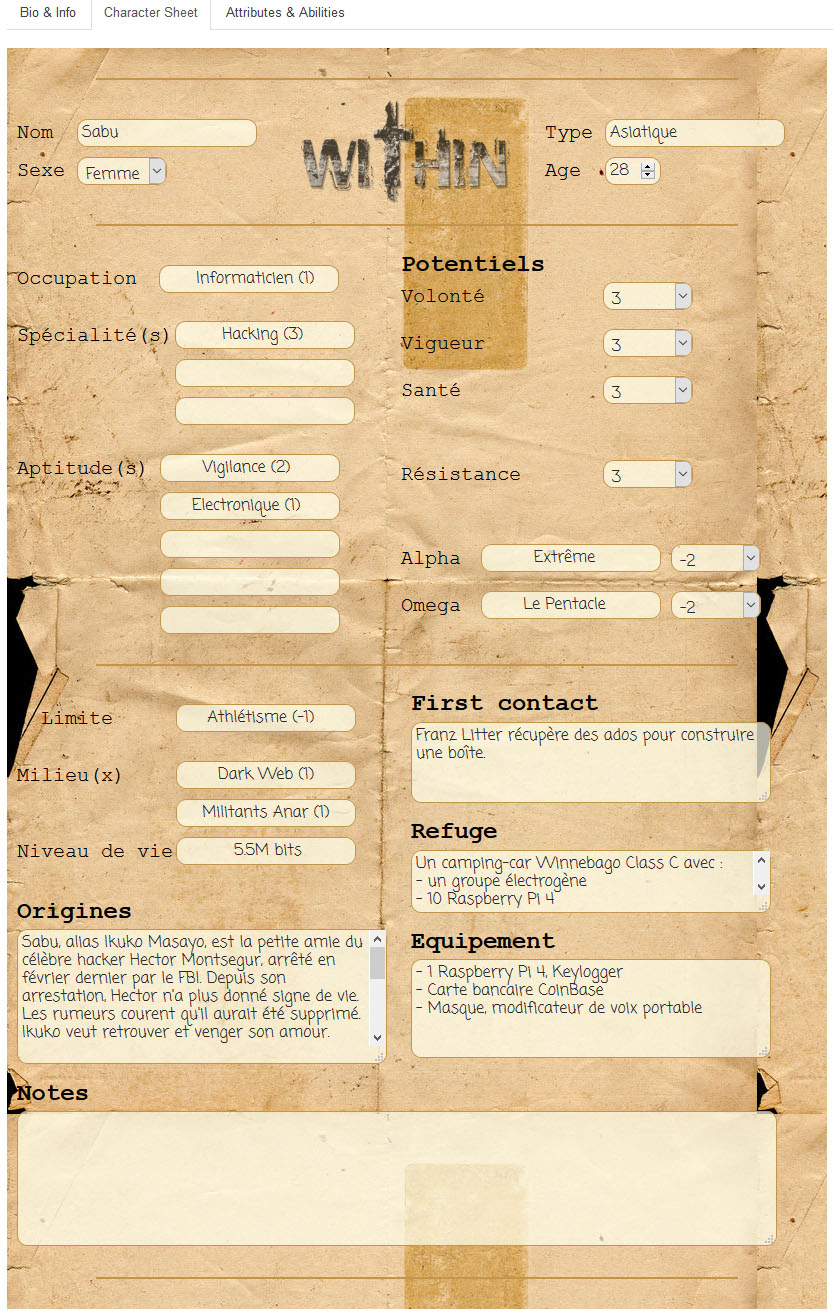 Bio & Info Character Sheet Attributes & Abilities
Nom Sabu
Sexe Femme
WITHIN
Type Asiatique
Age 28
Occupation Informaticien (1)
Spécialité(s) Hacking (3)
Aptitude(s) Vigilance (2)
Electronique (1)
Potentiels
Volonté 3
Vigueur 3
Santé 3
Résistance 3
Alpha Extrême -2
Omega Le Pentacle -2
Limite Athlétisme (-1)
Milieu(x) Dark Web (1)
Militants Anar (1)
Niveau de vie 5.5M bits
Origines
Sabu, alias Ikuko Masayo, est la petite amie du
célèbre hacker Hector Montsegur, arrêté en
février dernier par le FBI. Depuis son
arrestation, Hector n'a plus donné signe de vie.
Les rumeurs courent qu'il aurait été supprimé.
Ikuko veut retrouver et venger son amour.
First contact
Franz Litter récupère des ados pour construire
une boîte.
Refuge
Un camping-car Winnebago Class C avec :
- un groupe électrogène
- 10 Raspberry Pi 4
Equipement
- 1 Raspberry Pi 4, Keylogger
- Carte bancaire CoinBase
- Masque, modificateur de voix portable
Notes